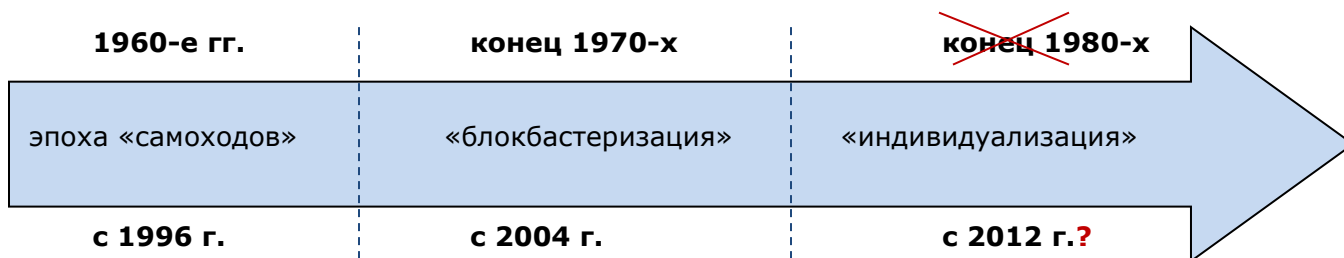 1960-е гг. конец 1970-х конец 1980-х
эпоха «самоходов» «блокбастеризация» «индивидуализация»
с 1996 г. с 2004 г. с 2012 г.?